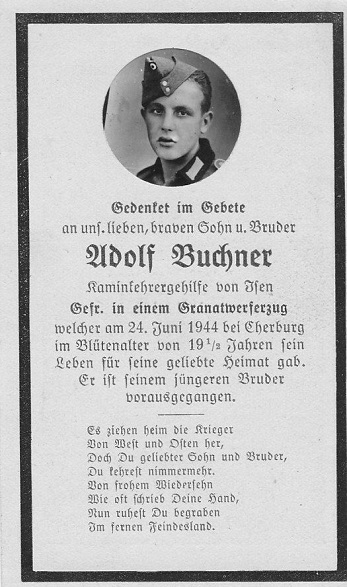 Gedenket im Gebete
an uns. lieben, braven Sohn u. Bruder
Adolf Buchner
Kaminkehrergehilfe von Isen
Gefr. in einem Granatwerferzug
welcher am 24. Juni 1944 bei Cherburg
im Blütenalter von 19 1/2 Jahren sein
Leben für seine geliebte Heimat gab.
Er ist seinem jüngeren Bruder
vorausgegangen.
Es ziehen heim die Krieger
Von West und Osten her,
Doch Du geliebter Sohn und Bruder,
Du kehrest nimmermehr.
Von frohem Wiedersehn
Wie oft schrieb Deine Hand,
Nun ruhest Du begraben
Im fernen Feindesland.